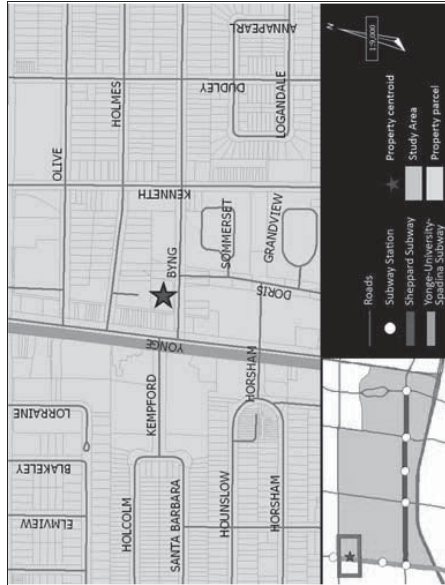 LORRAINE
BLAKELEY
ELMVIEW
HOLCOLM
KEMPFORD
SANTA BARBARA
HOUNSLOW
HORSHAM
HORSHAM
YONGE
OLIVE
HOLMES
BYNG
KENNETH
DORIS
SOMMERSET
GRANDVIEW
DUDLEY
LOGANDALE
ANNAPEARL
N
1:9,000
Roads
Subway Station
Sheppard Subway
Yonge-University-
Spadina Subway
Property centroid
Study Area
Property parcel